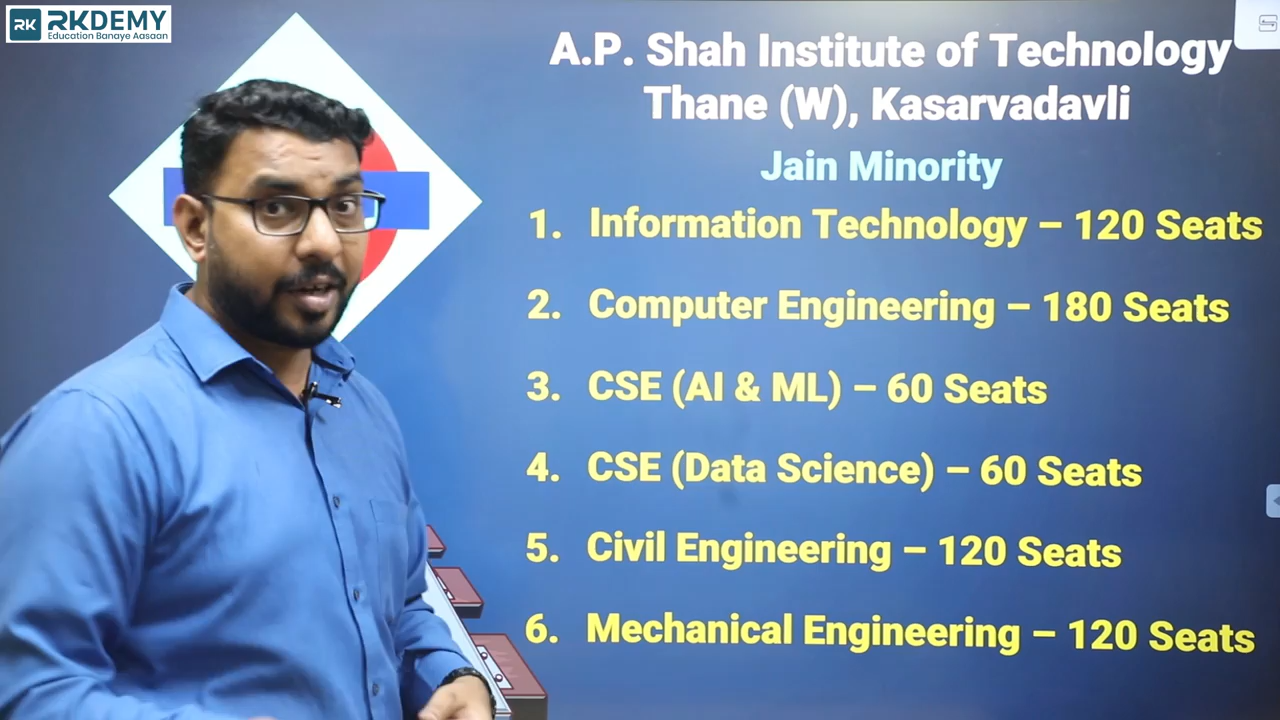 RK RKDEMY
Education Banaye Aasaan
A.P. Shah Institute of Technology
Thane (W), Kasarvadavli
Jain Minority
1. Information Technology – 120 Seats
2. Computer Engineering – 180 Seats
3. CSE (AI & ML) – 60 Seats
4. CSE (Data Science) – 60 Seats
5. Civil Engineering – 120 Seats
6. Mechanical Engineering – 120 Seats